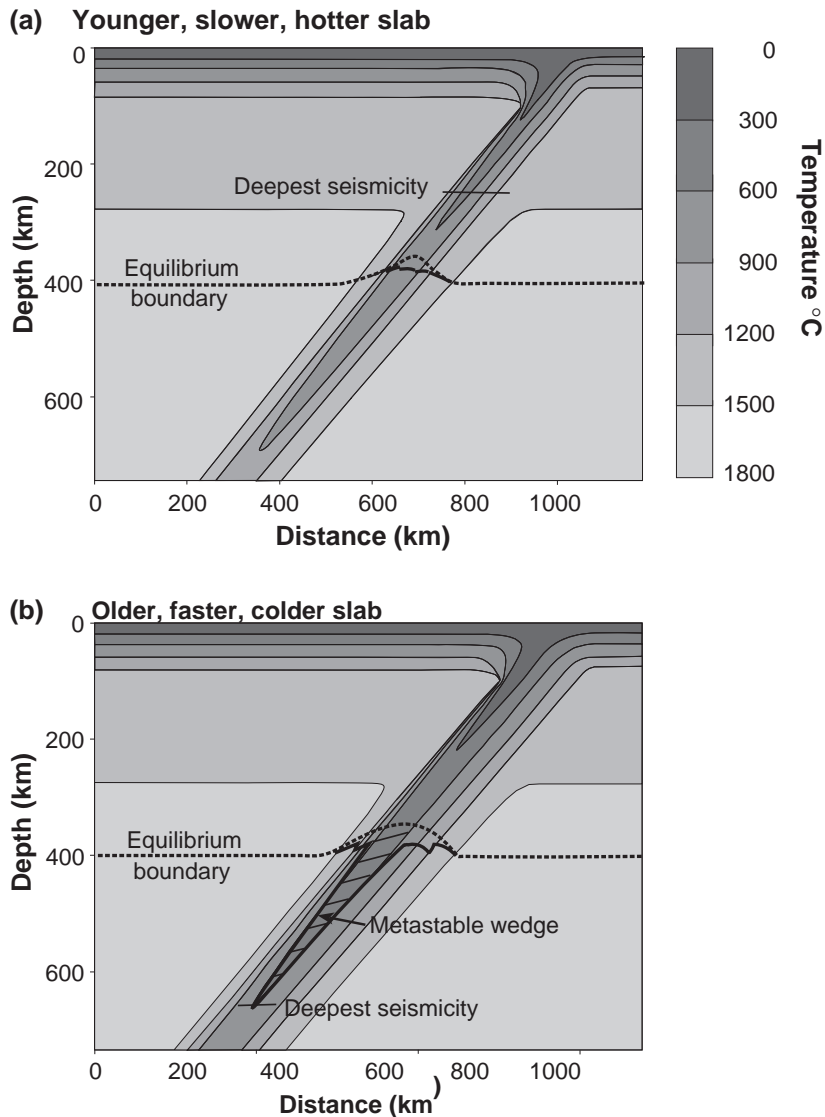 (a) Younger, slower, hotter slab
0
200
400
600
Depth (km)
Deepest seismicity
Equilibrium
boundary
0 200 400 600 800 1000
Distance (km)
0
300
600
900
1200
1500
1800
Temperature °C
(b) Older, faster, colder slab
0
200
400
600
Depth (km)
Equilibrium
boundary
Metastable wedge
Deepest seismicity
0 200 400 600 800 1000
Distance (km)